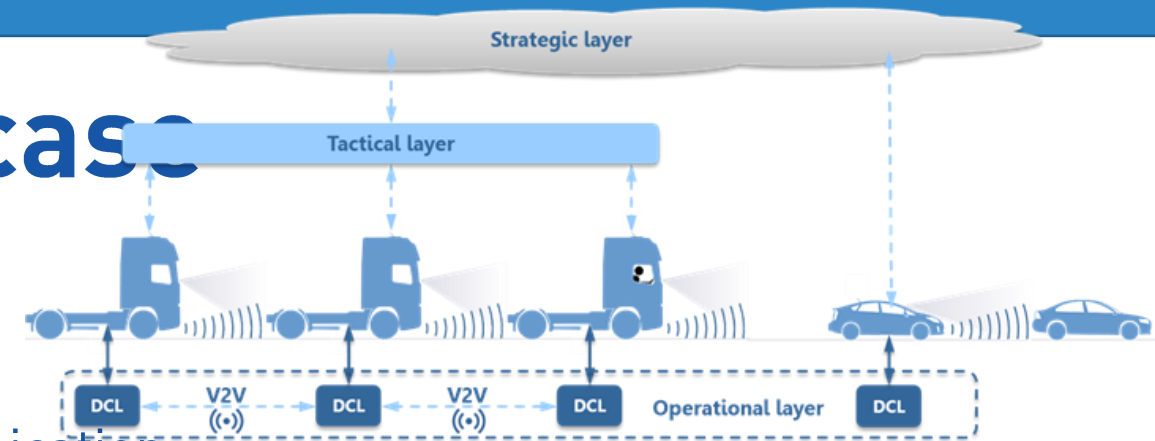 Strategic layer
case
Tactical layer
V2V
V2V
DCL
DCL
DCL
Operational layer
DCL